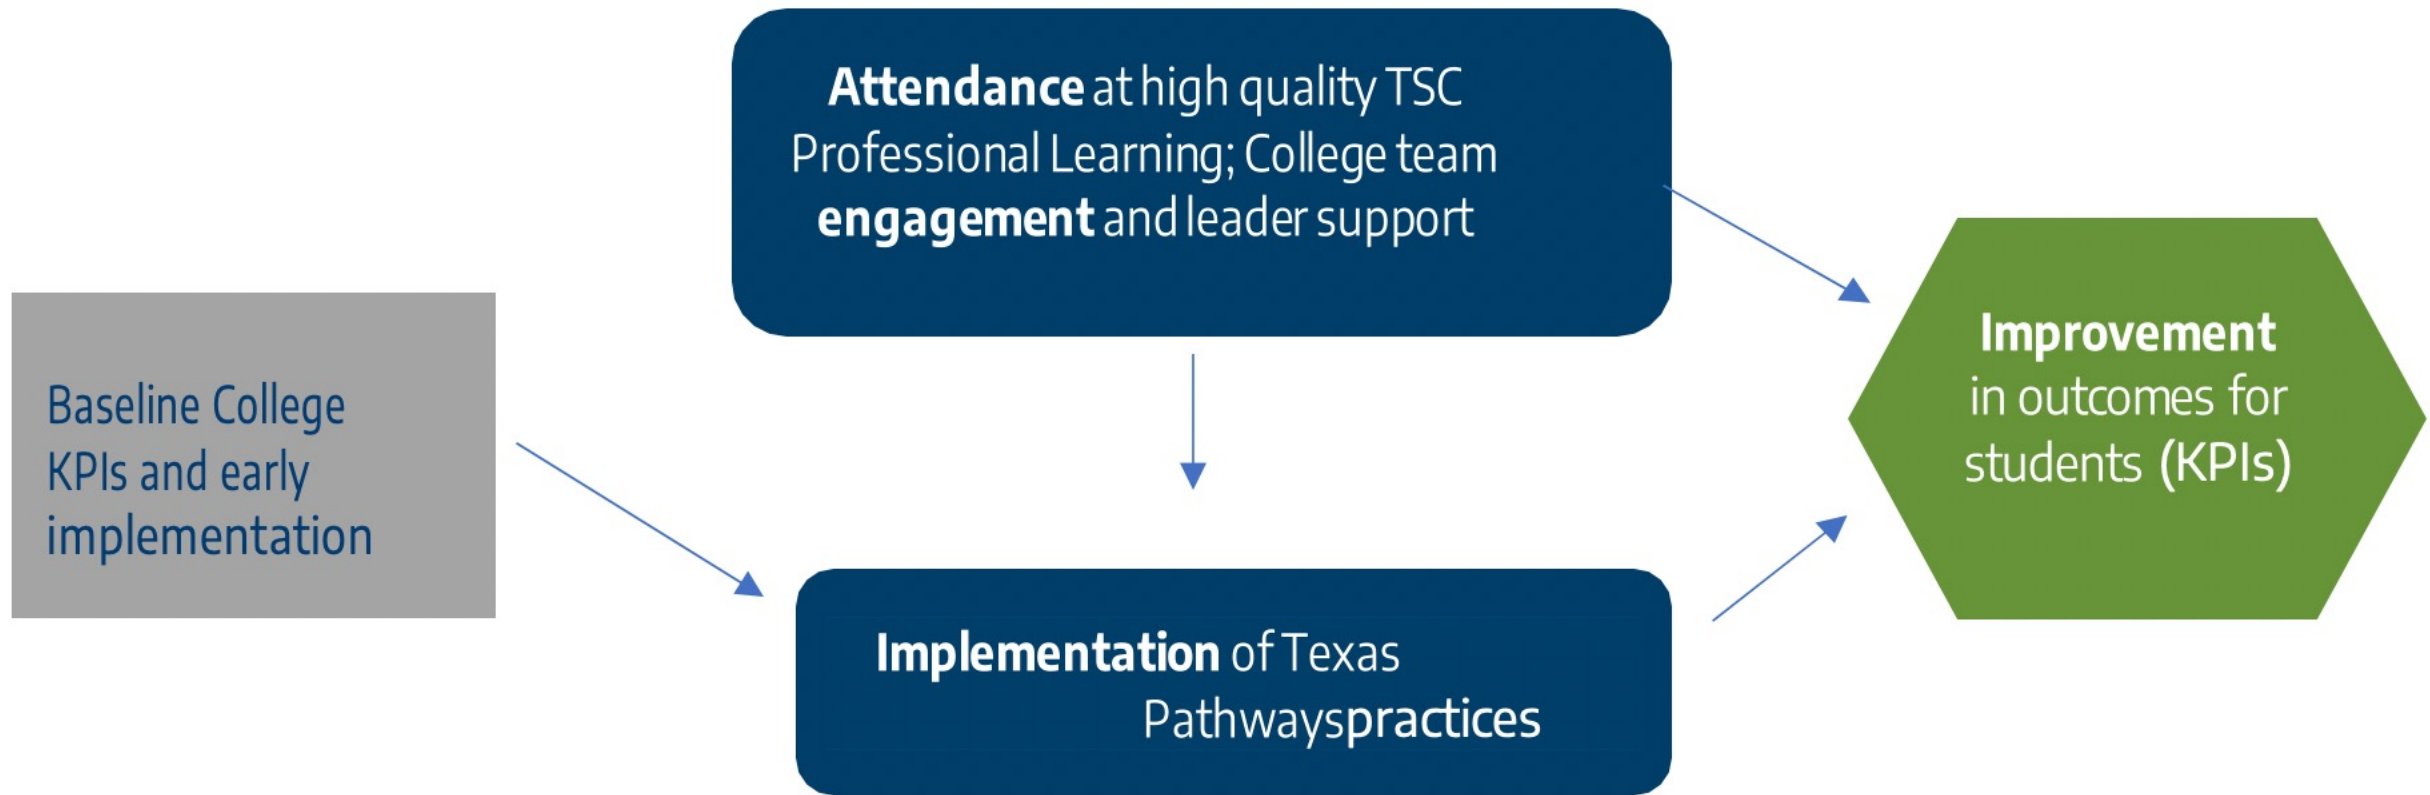 Attendance at high quality TSC
Professional Learning; College team
engagement and leader support
Baseline College
KPIs and early
implementation
Improvement
in outcomes for
students (KPIs)
Implementation of Texas
Pathwayspractices